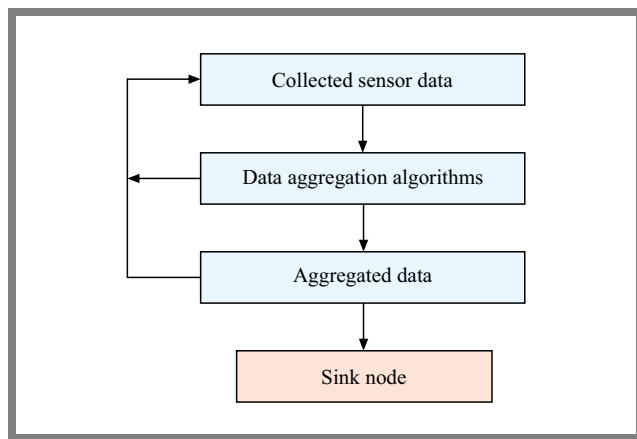 Collected sensor data
Data aggregation algorithms
Aggregated data
Sink node